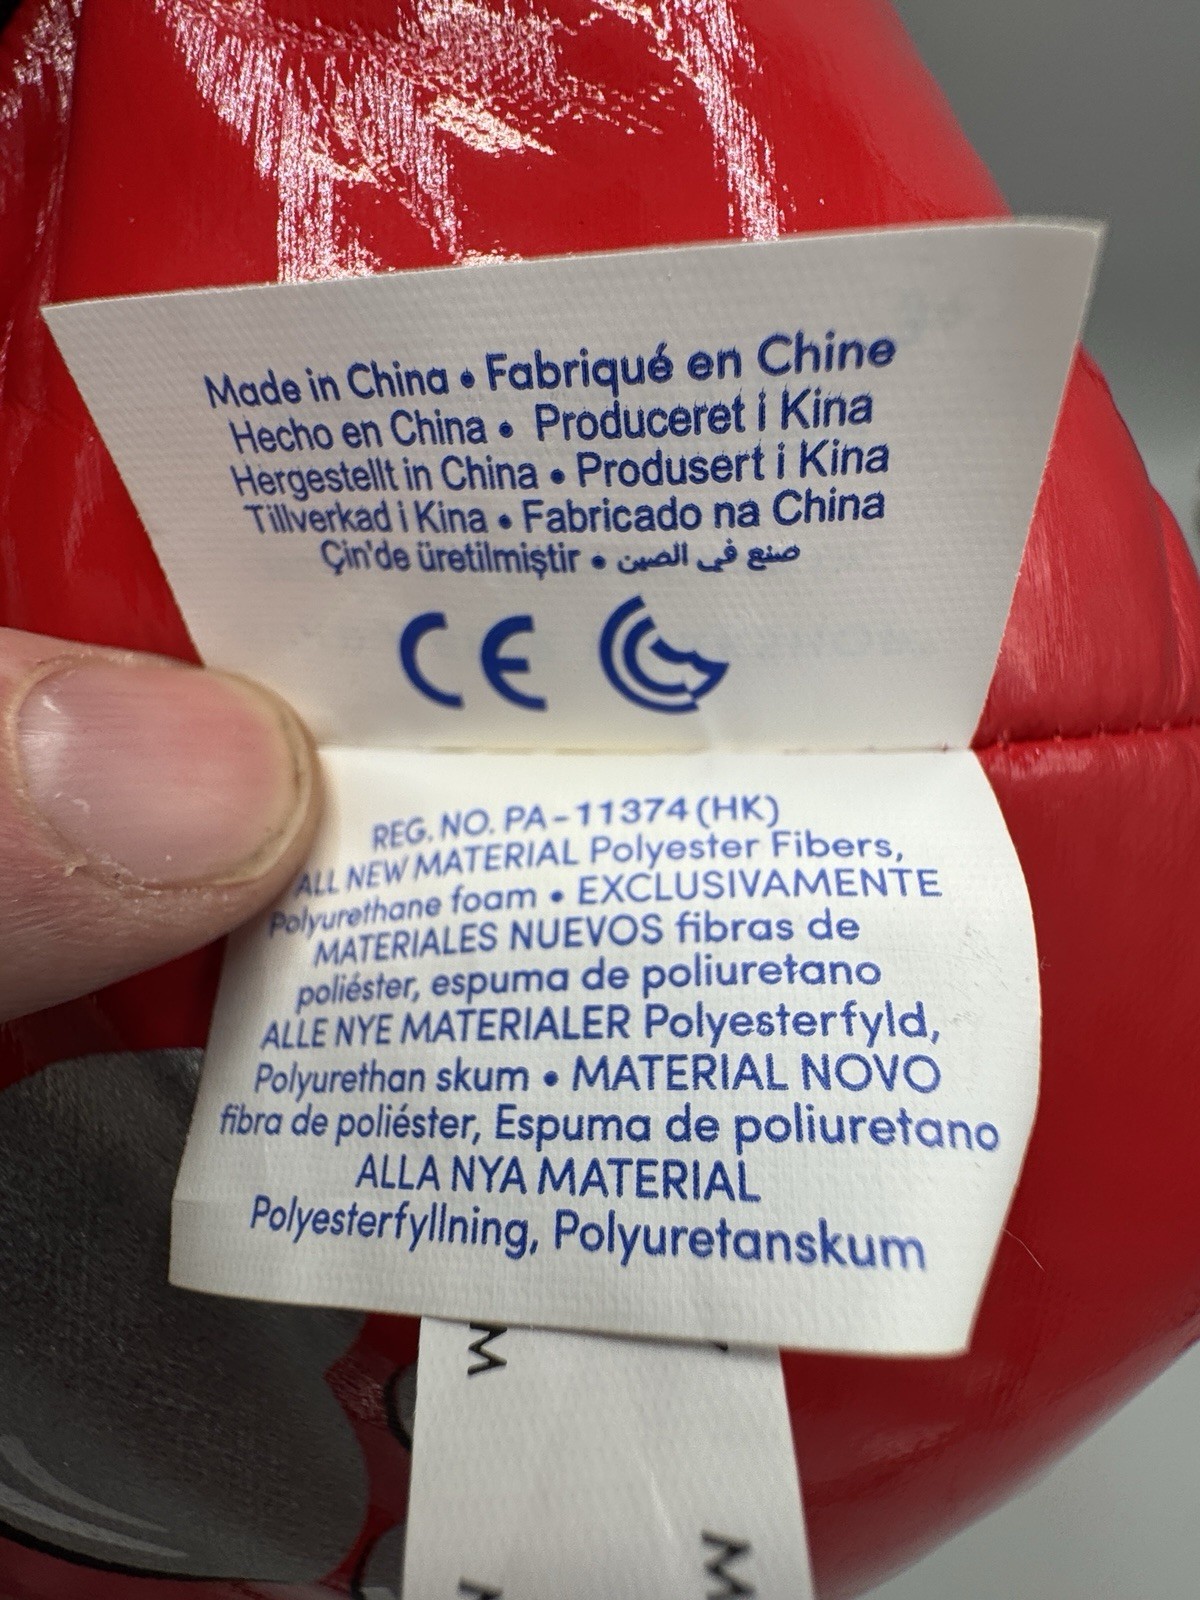 Made in China • Fabriqué en Chine
Hecho en China • Produceret i Kina
Hergestellt in China • Produsert i Kina
Tillverkad i Kina • Fabricado na China
Çin'de üretilmiştir • صنع في الصين
CE
REG. NO. PA-11374(HK)
ALL NEW MATERIAL Polyester Fibers,
Polyurethane foam • EXCLUSIVAMENTE
MATERIALES NUEVOS fibras de
poliéster, espuma de poliuretano
ALLE NYE MATERIALER Polyesterfyld,
Polyurethan skum • MATERIAL NOVO
fibra de poliéster, Espuma de poliuretano
ALLA NYA MATERIAL
Polyesterfyllning, Polyuretanskum
M
M